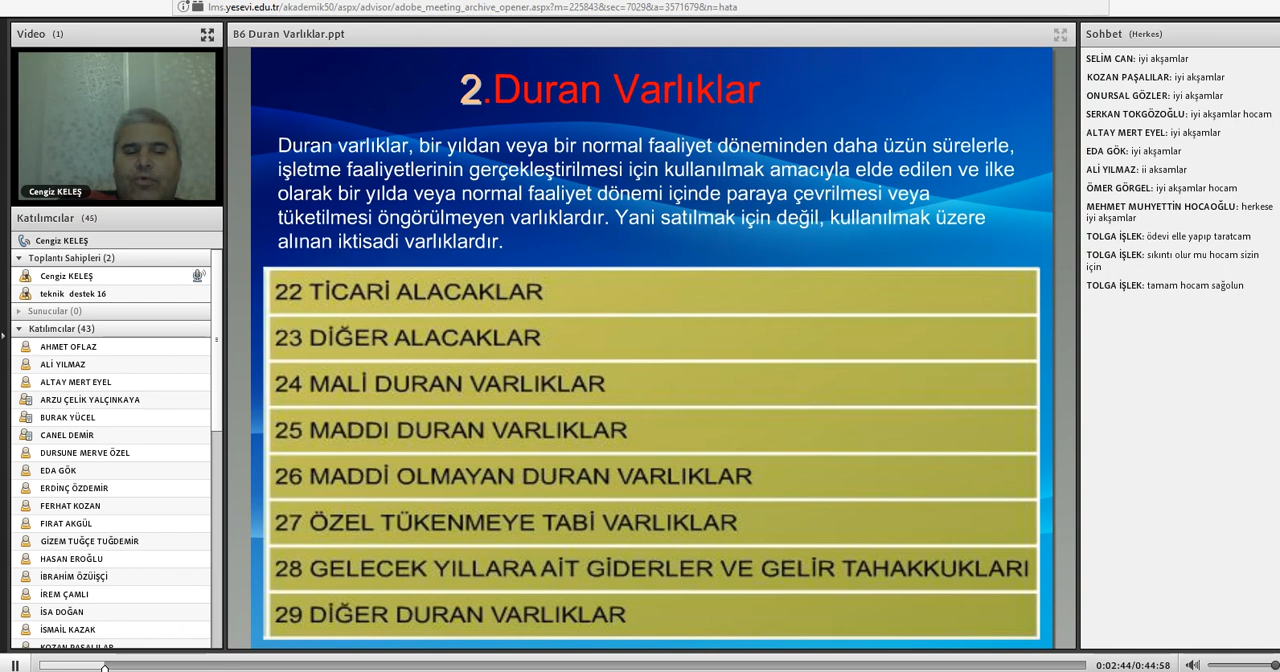 lms.yesevi.edu.tr/akademik50/aspx/advisor/adobe_meeting_archive_opener.aspx?m=225843&sec=7029&a=3571679&n=hata
Video (1)
Cengiz KELEŞ
Katılımcılar (45)
Cengiz KELEŞ
Toplantı Sahipleri (2)
Cengiz KELEŞ
teknik destek 16
Sunucular (0)
Katılımcılar (43)
AHMET OFLAZ
ALİ YILMAZ
ALTAY MERT EYEL
ARZU ÇELİK YALÇINKAYA
BURAK YÜCEL
CANEL DEMİR
DURSUNE MERVE ÖZEL
EDA GÖK
ERDİNÇ ÖZDEMİR
FERHAT KOZAN
FIRAT AKGÜL
GİZEM TUĞÇE TUĞDEMİR
HASAN EROĞLU
İBRAHİM ÖZÜİŞÇİ
İREM ÇAMLI
İSA DOĞAN
İSMAİL KAZAK
KOZAN PAŞALILAR
B6 Duran Varlıklar.ppt
2.Duran Varlıklar
Duran varlıklar, bir yıldan veya bir normal faaliyet döneminden daha üzün sürelerle,
işletme faaliyetlerinin gerçekleştirilmesi için kullanılmak amacıyla elde edilen ve ilke
olarak bir yılda veya normal faaliyet dönemi içinde paraya çevrilmesi veya
tüketilmesi öngörülmeyen varlıklardır. Yani satılmak için değil, kullanılmak üzere
alınan iktisadi varlıklardır.
22 TİCARİ ALACAKLAR
23 DİĞER ALACAKLAR
24 MALİ DURAN VARLIKLAR
25 MADDI DURAN VARLIKLAR
26 MADDİ OLMAYAN DURAN VARLIKLAR
27 ÖZEL TÜKENMEYE TABİ VARLIKLAR
28 GELECEK YILLARA AİT GİDERLER VE GELİR TAHAKKUKLARI
29 DİĞER DURAN VARLIKLAR
Sohbet (Herkes)
SELİM CAN: iyi akşamlar
KOZAN PAŞALILAR: iyi akşamlar
ONURSAL GÖZLER: iyi akşamlar
SERKAN TOKGÖZOĞLU: iyi akşamlar hocam
ALTAY MERT EYEL: iyi akşamlar
EDA GÖK: iyi akşamlar
ALİ YILMAZ: ii aksamlar
ÖMER GÖRGEL: iyi akşamlar hocam
MEHMET MUHYETTİN HOCAOĞLU: herkese
iyi akşamlar
TOLGA İŞLEK: ödevi elle yapıp taratcam
TOLGA İŞLEK: sıkıntı olur mu hocam sizin
için
TOLGA İŞLEK: tamam hocam sağolun
0:02:44/0:44:58